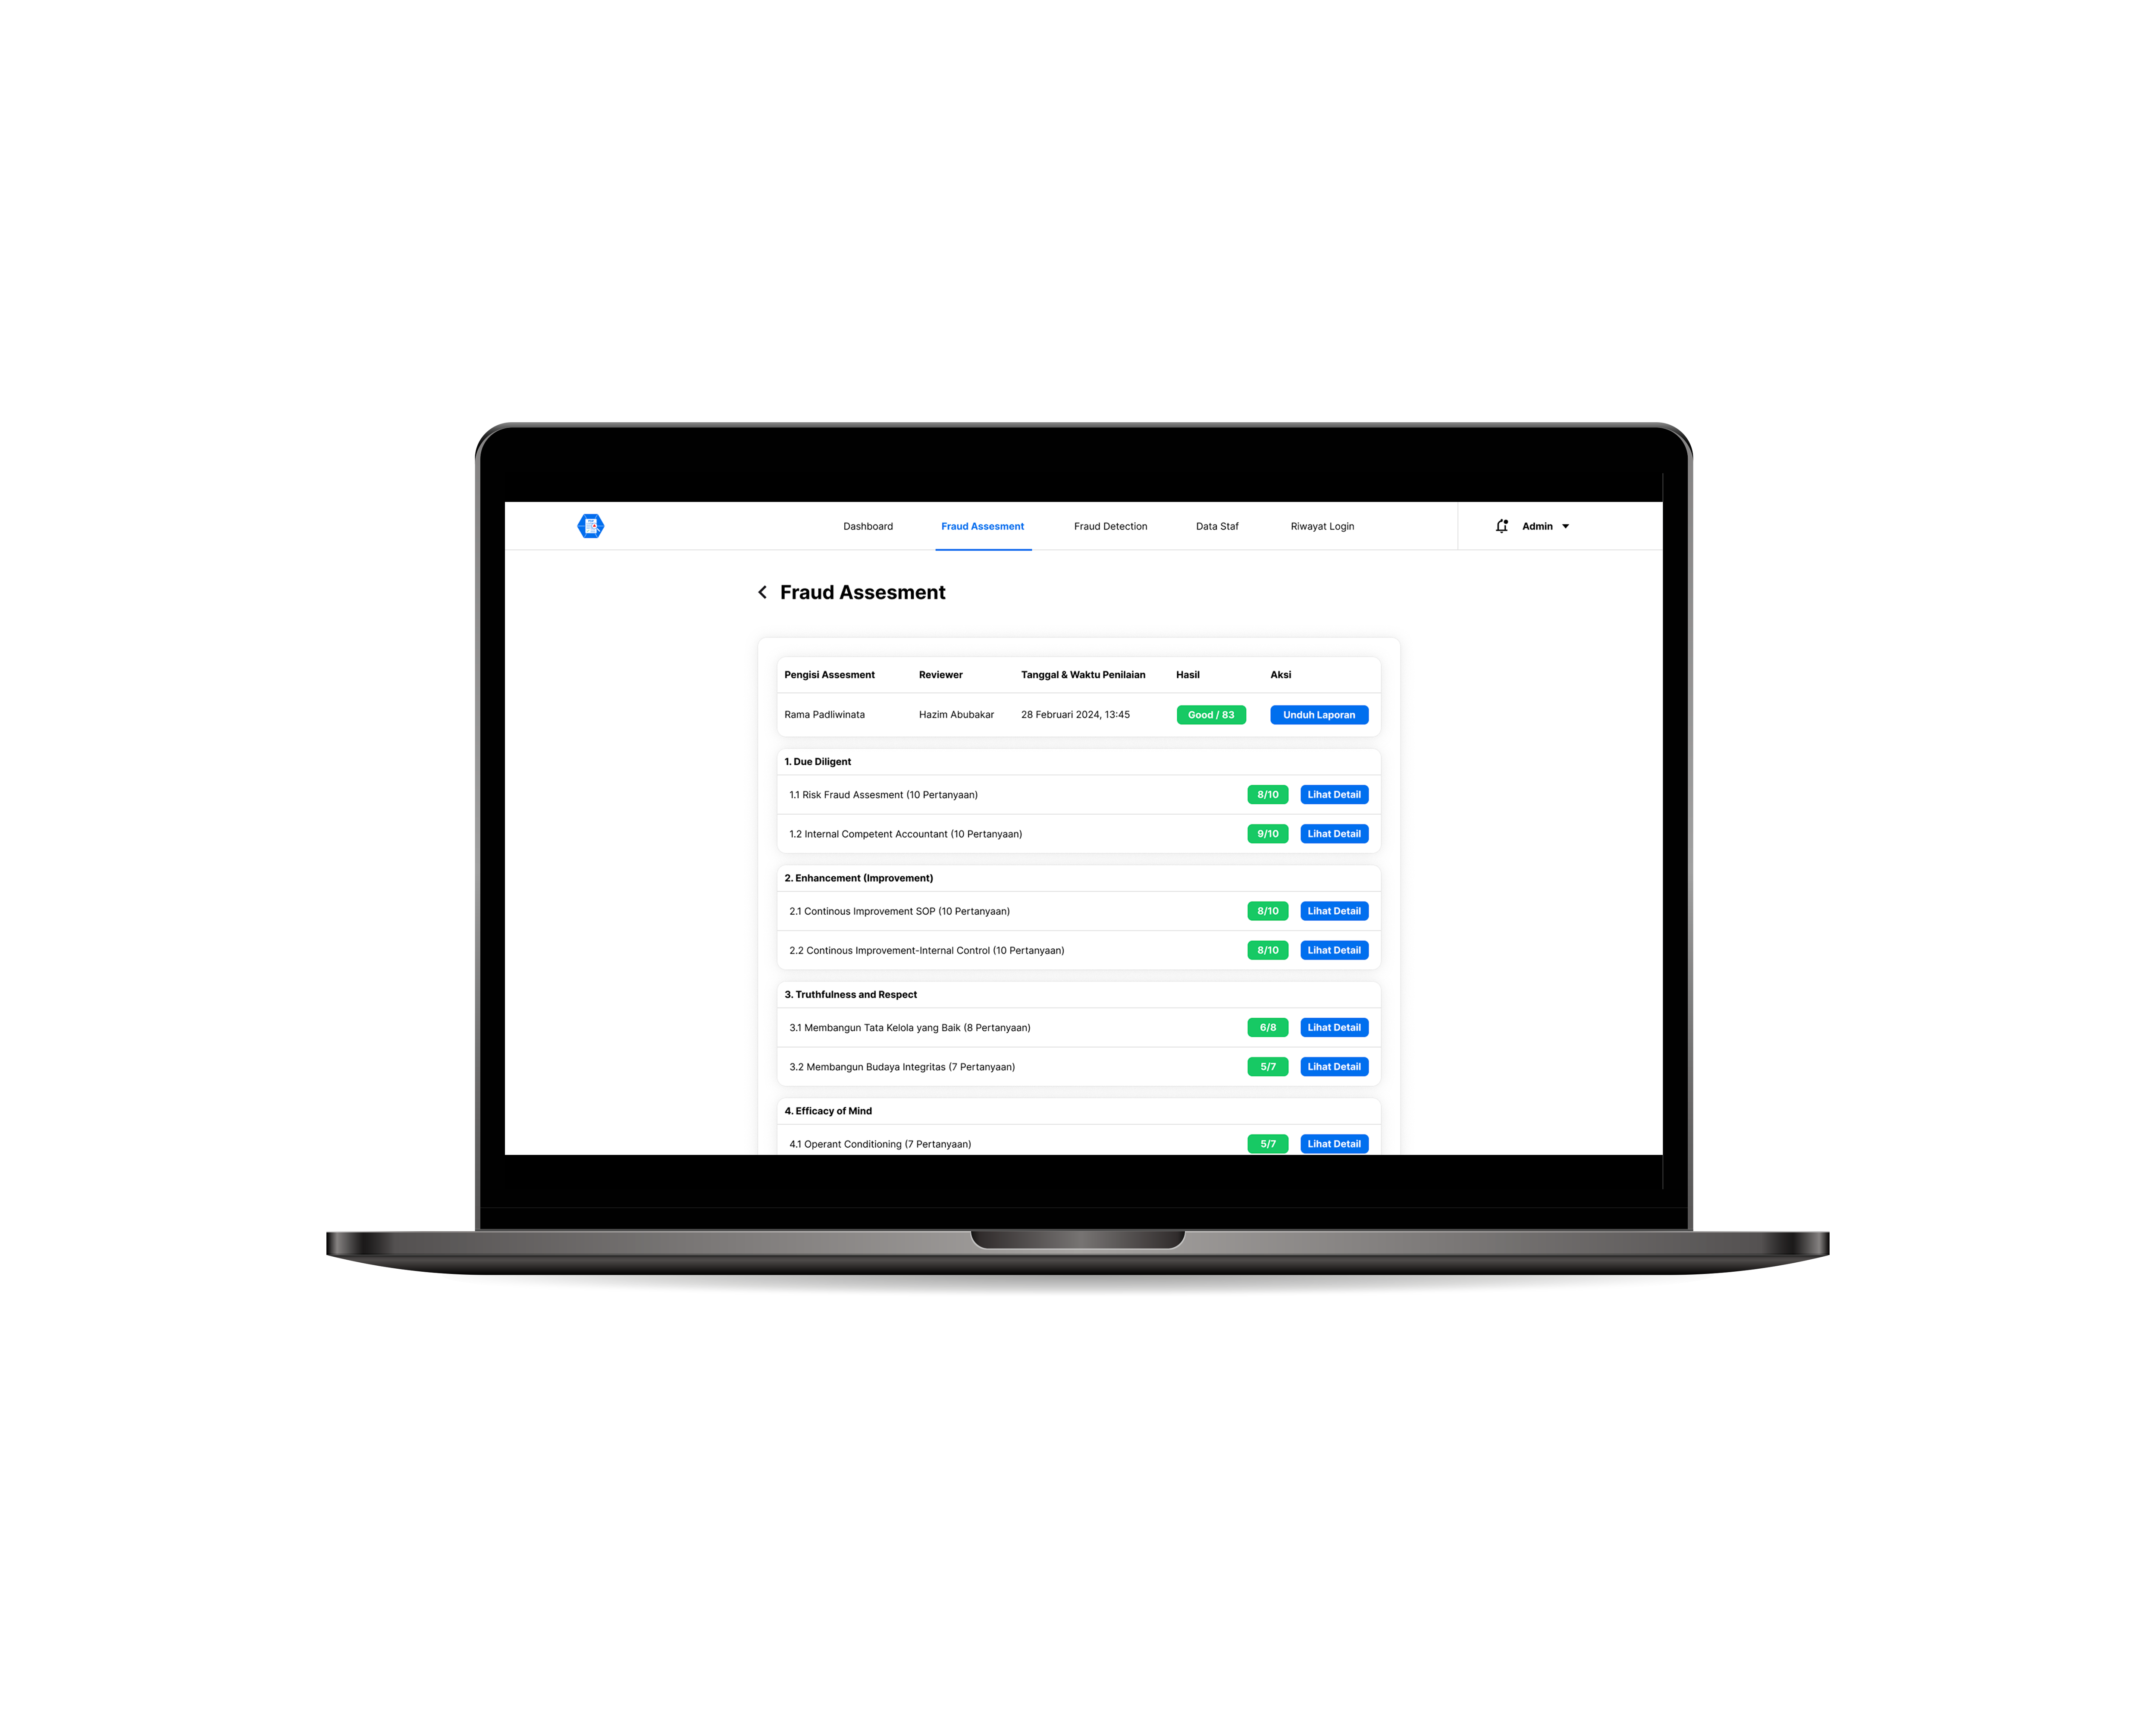 Dashboard Fraud Assesment Fraud Detection Data Staf Riwayat Login Admin
Fraud Assesment
Pengisi Assesment Reviewer Tanggal & Waktu Penilaian Hasil Aksi
Rama Padliwinata Hazim Abubakar 28 Februari 2024, 13:45 Good / 83 Unduh Laporan
1. Due Diligent
1.1 Risk Fraud Assesment (10 Pertanyaan) 8/10 Lihat Detail
1.2 Internal Competent Accountant (10 Pertanyaan) 9/10 Lihat Detail
2. Enhancement (Improvement)
2.1 Continous Improvement SOP (10 Pertanyaan) 8/10 Lihat Detail
2.2 Continous Improvement-Internal Control (10 Pertanyaan) 8/10 Lihat Detail
3. Truthfulness and Respect
3.1 Membangun Tata Kelola yang Baik (8 Pertanyaan) 6/8 Lihat Detail
3.2 Membangun Budaya Integritas (7 Pertanyaan) 5/7 Lihat Detail
4. Efficacy of Mind
4.1 Operant Conditioning (7 Pertanyaan) 5/7 Lihat Detail